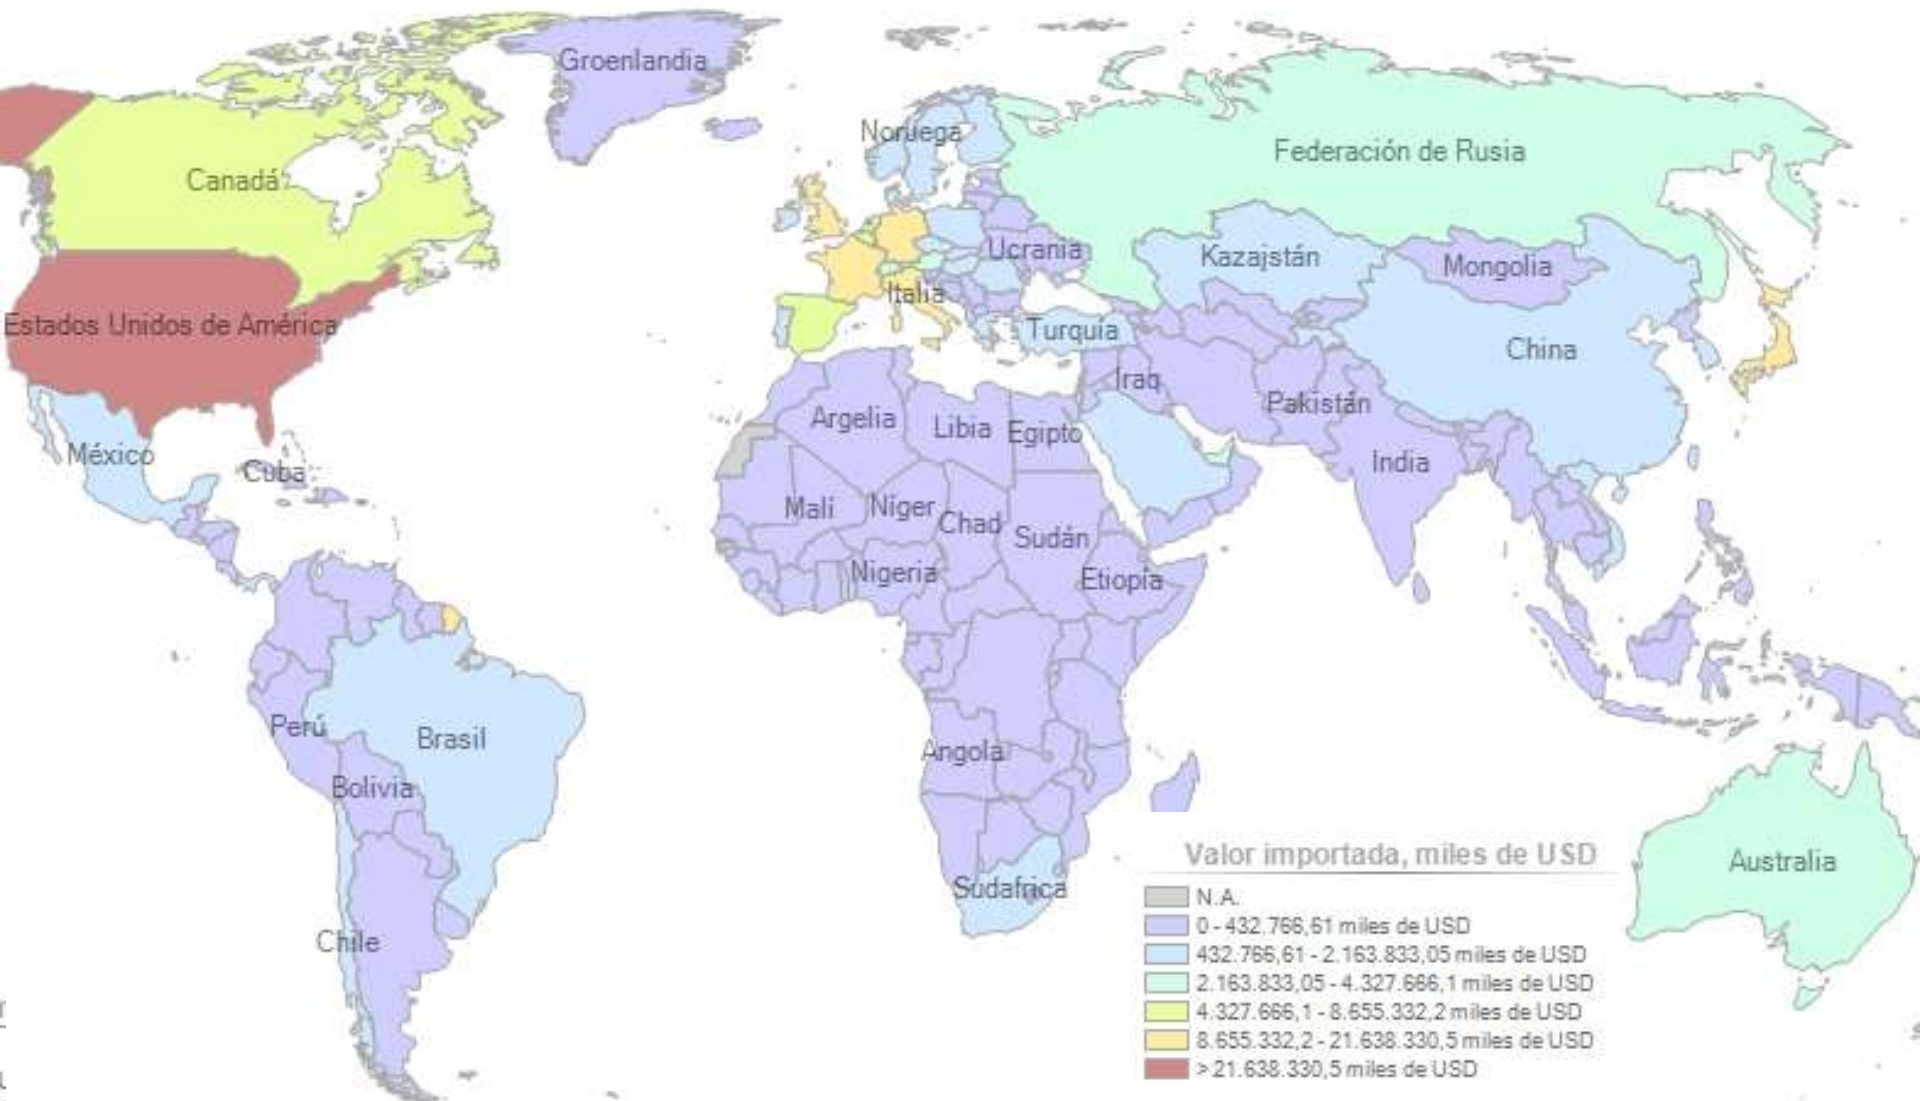 Groenlandia
Noruega
Federación de Rusia
Canadá
Ucrania
Kazajstán
Mongolia
Italia
Estados Unidos de América
Turquía
China
Iraq
Pakistán
Argelia
Libia
Egipto
México
India
Cuba
Malí
Níger
Chad
Sudán
Nigeria
Etiopía
Perú
Brasil
Angola
Bolivia
Valor importada, miles de USD
Australia
Sudafrica
N.A.
0 - 432.766,61 miles de USD
Chile
432.766,61 - 2.163.833,05 miles de USD
2.163.833,05 - 4.327.666,1 miles de USD
4.327.666,1 - 8.655.332,2 miles de USD
8.655.332,2 - 21.638.330,5 miles de USD
> 21.638.330,5 miles de USD